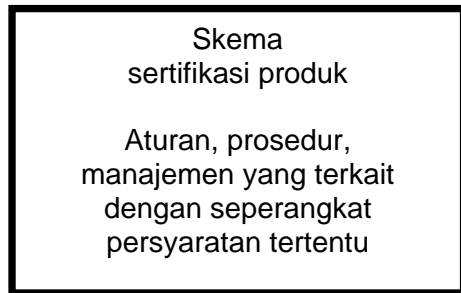 Skema
sertifikasi produk
Aturan, prosedur,
manajemen yang terkait
dengan seperangkat
persyaratan tertentu